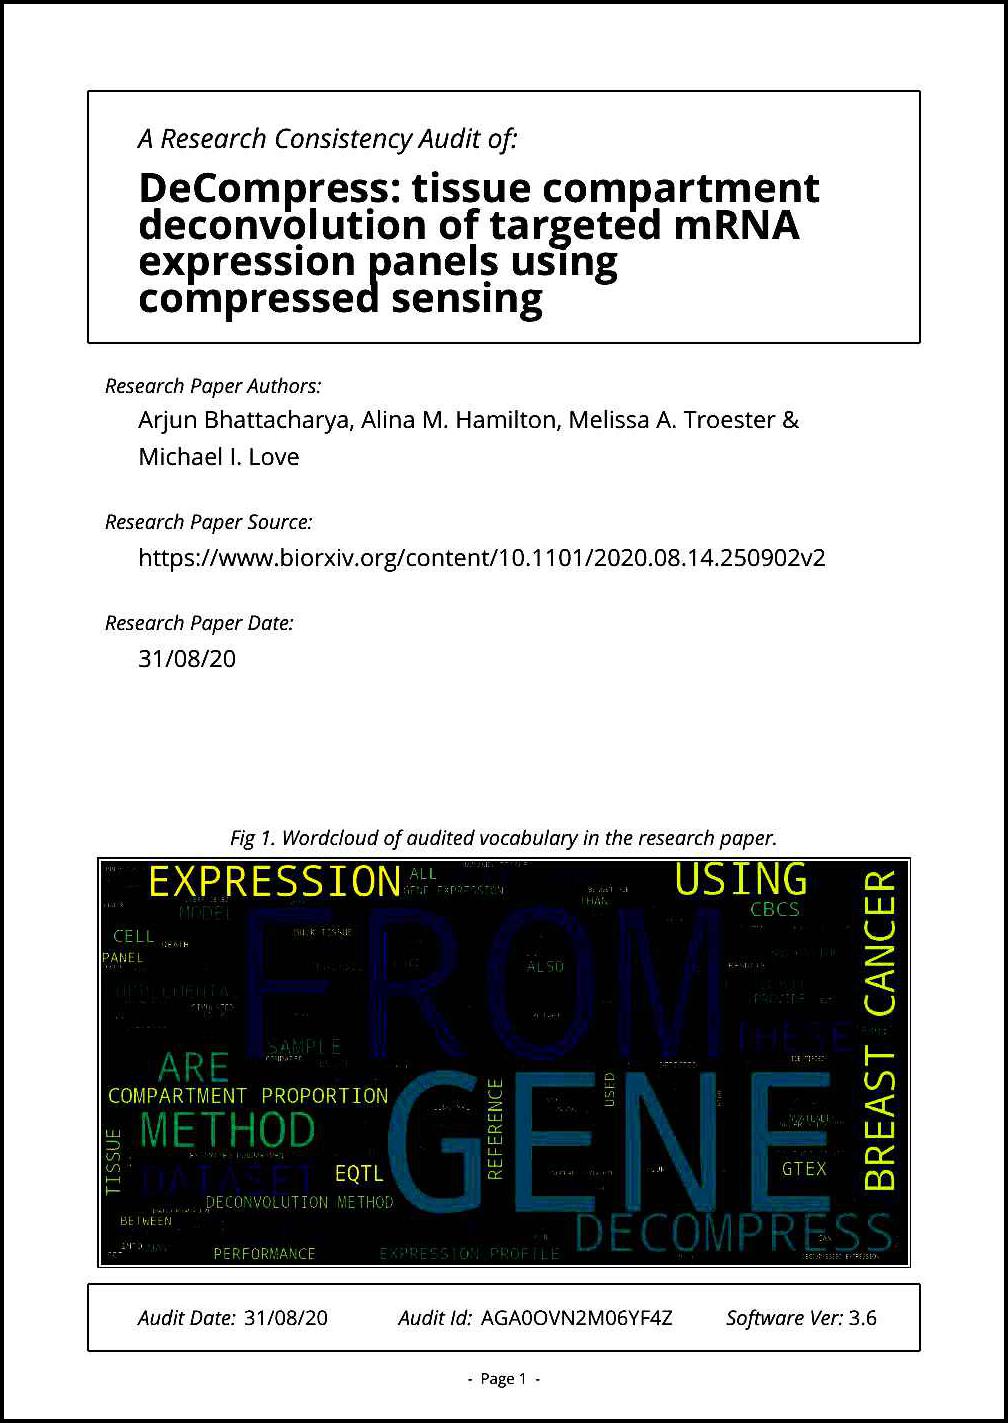 A Research Consistency Audit of:
DeCompress: tissue compartment
deconvolution of targeted mRNA
expression panels using
compressed sensing
Research Paper Authors:
Arjun Bhattacharya, Alina M. Hamilton, Melissa A. Troester &
Michael I. Love
Research Paper Source:
https://www.biorxiv.org/content/10.1101/2020.08.14.250902v2
Research Paper Date:
31/08/20
Fig 1. Wordcloud of audited vocabulary in the research paper.
EXPRESSION
ALL
USING
GENE EXPRESSION
THAN
MODEL
CBCS
CELL
DEATH
BULK TISSUE
FROM
PANEL
ALSO
BREAST CANCER
THESE
SAMPLE
ARE
COMPARTMENT PROPORTION
GENE
REFERENCE
USED
METHOD
TISSUE
DATASET
EQTL
GTEX
DECONVOLUTION METHOD
BETWEEN
DECOMPRESS
CAN
PERFORMANCE
EXPRESSION PROFILE
Audit Date: 31/08/20
Audit Id: AGA0OVN2M06YF4Z
Software Ver: 3.6
- Page 1 -